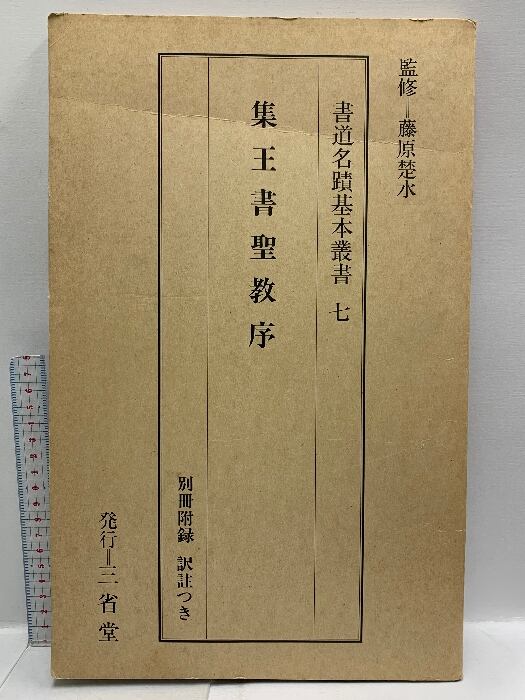 監修=藤原楚水
書道名蹟基本叢書 七
集王書聖教序
別冊附録 訳註つき
発行=三省堂